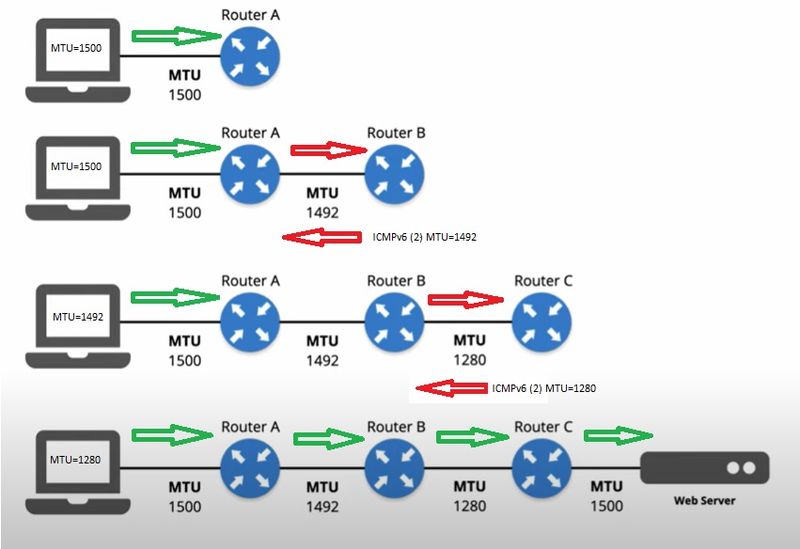 Router A
MTU=1500
MTU
1500
Router A
Router B
MTU=1500
MTU
1500
MTU
1492
ICMPv6 (2) MTU=1492
Router A
Router B
Router C
MTU=1492
MTU
1500
MTU
1492
MTU
1280
ICMPv6 (2) MTU=1280
Router A
Router B
Router C
MTU=1280
MTU
1500
MTU
1492
MTU
1280
MTU
1500
Web Server